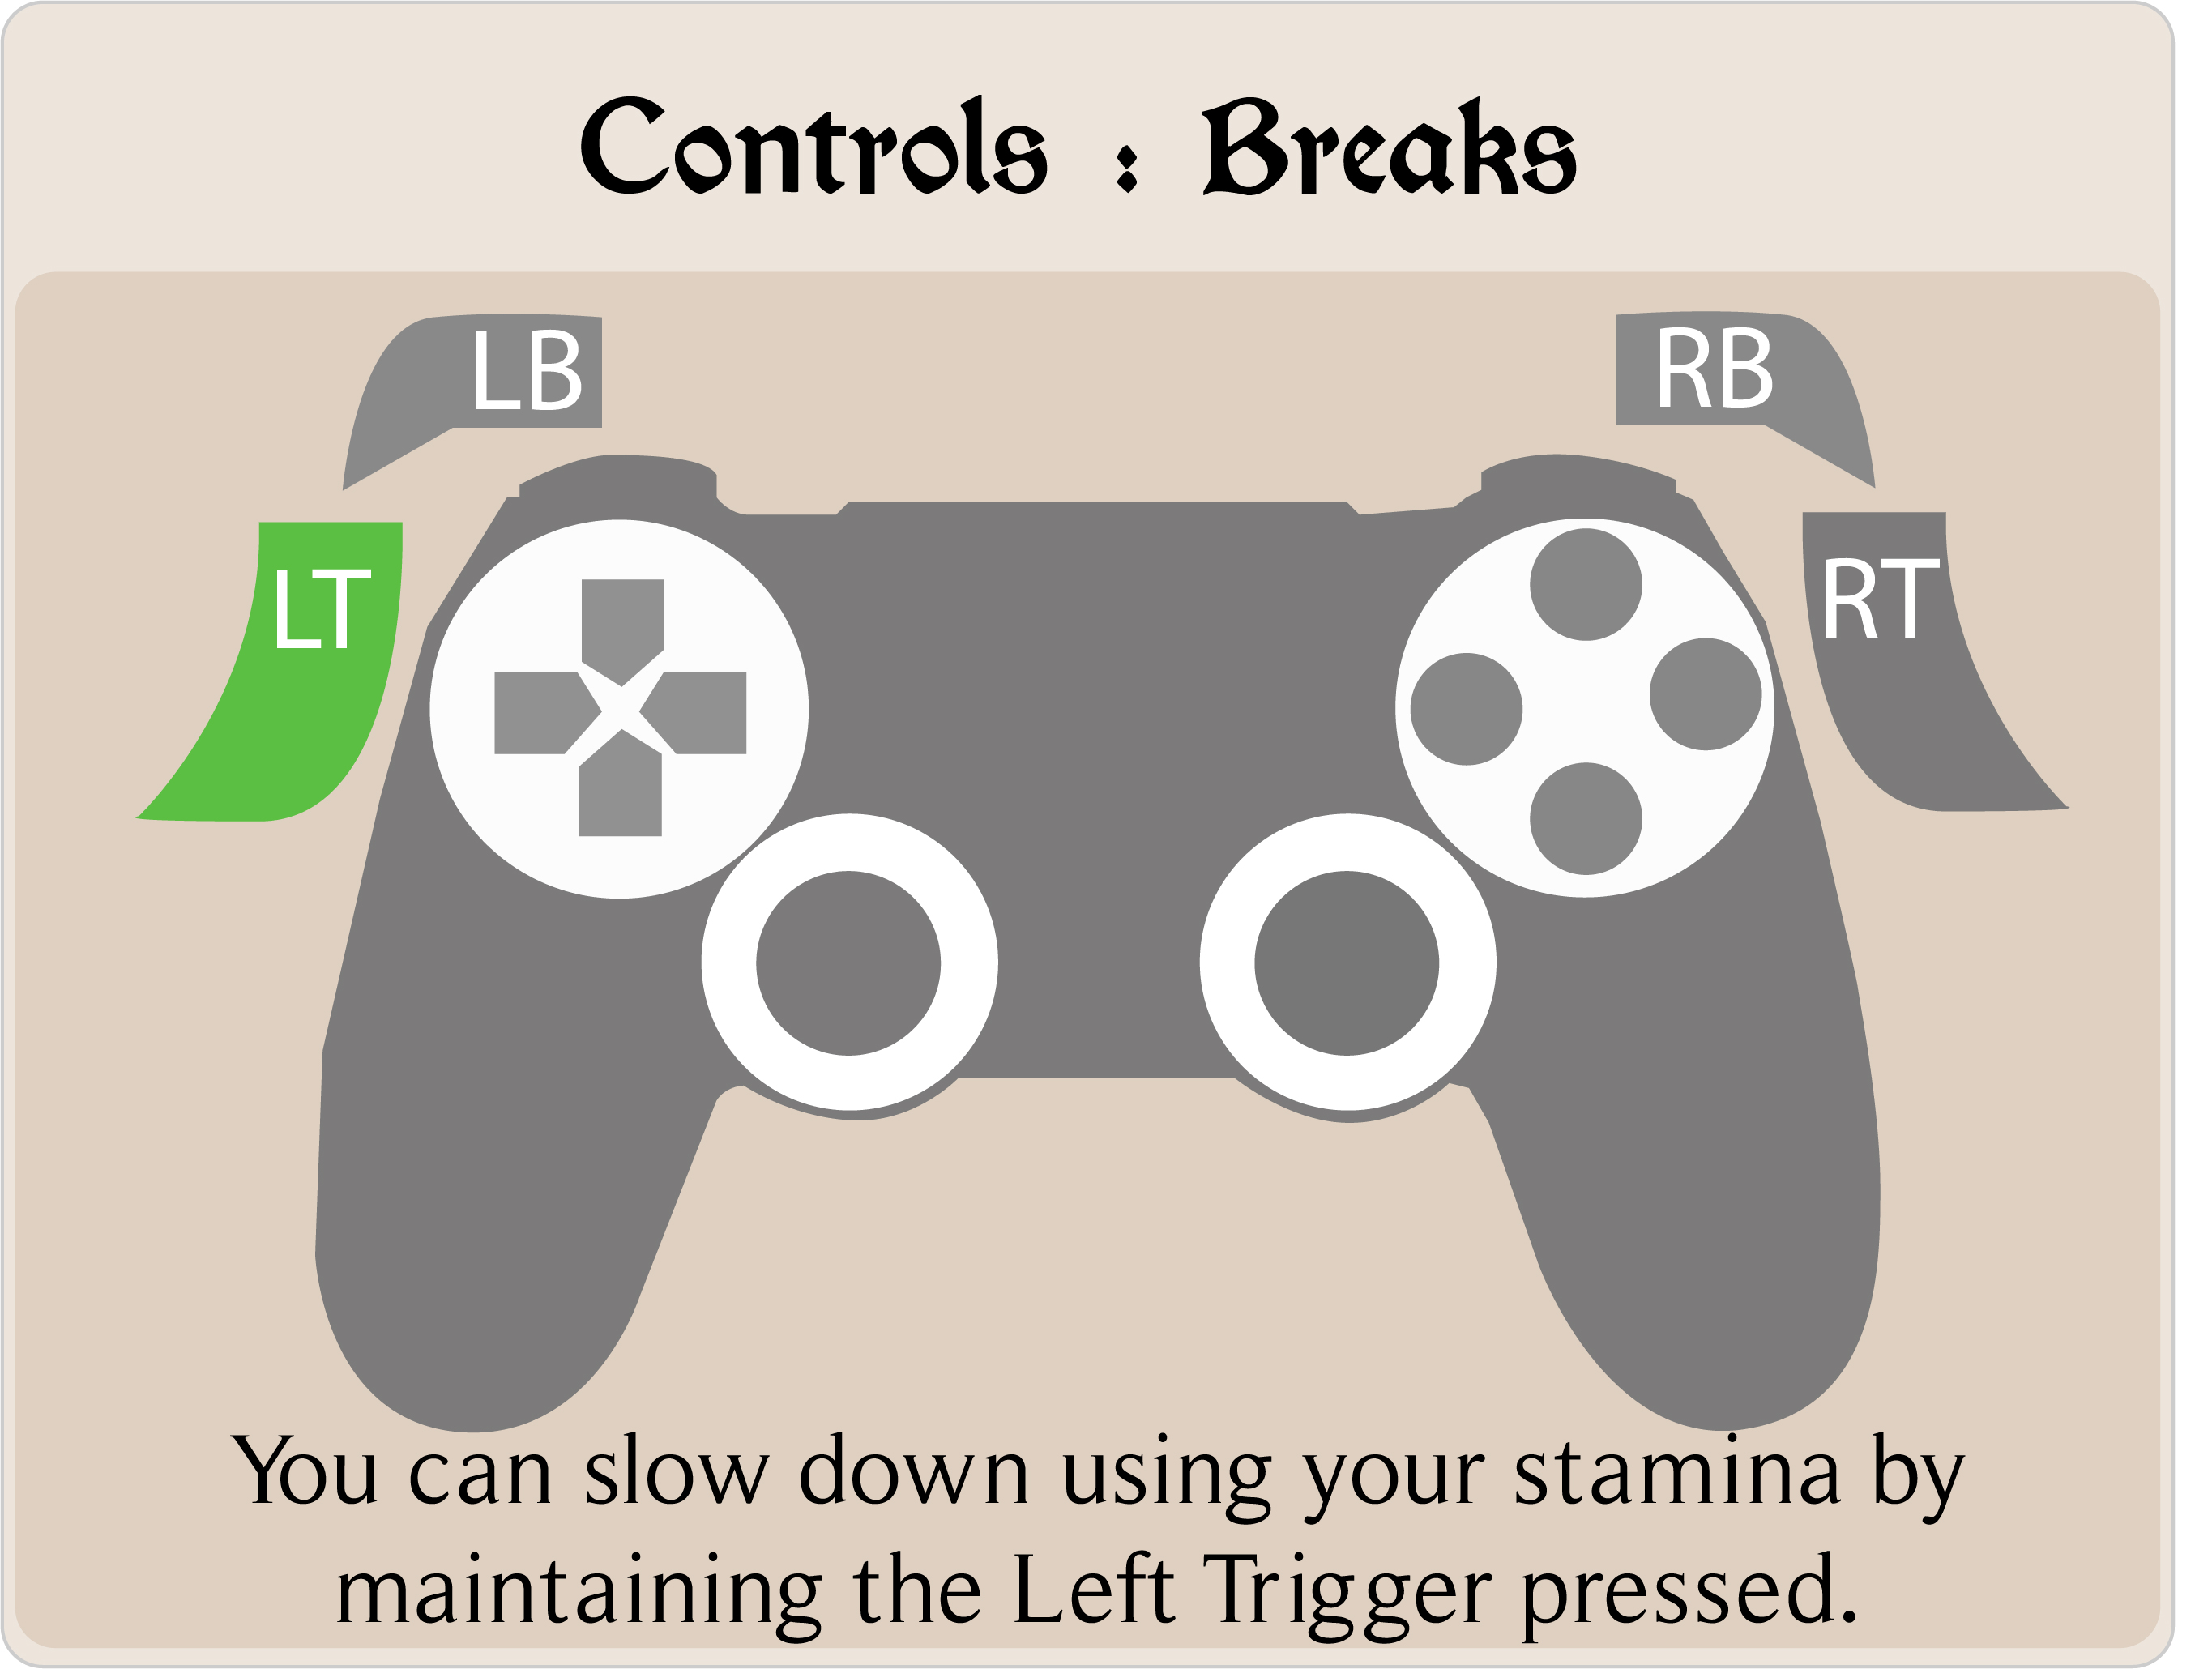 Controls : Breaks
LB
RB
LT
RT
You can slow down using your stamina by
maintaining the Left Trigger pressed.